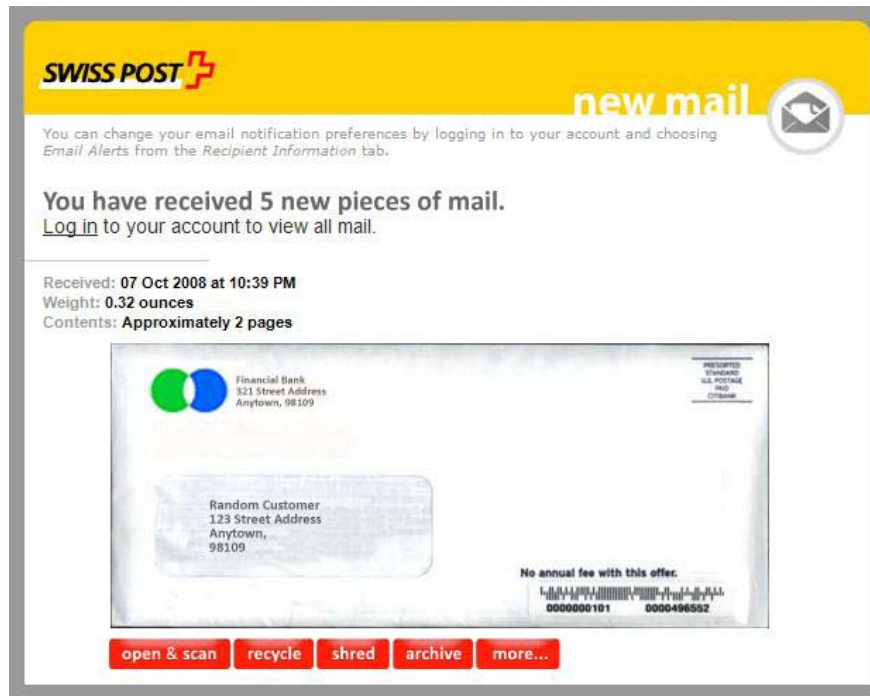 SWISS POST
new mail
You can change your email notification preferences by logging in to your account and choosing
Email Alerts from the Recipient Information tab.
You have received 5 new pieces of mail.
Log in to your account to view all mail.
Received: 07 Oct 2008 at 10:39 PM
Weight: 0.32 ounces
Contents: Approximately 2 pages
Financial Bank
321 Street Address
Anytown, 98109
PRESORTED
STANDARD
U.S. POSTAGE
PAID
CITIBANK
Random Customer
123 Street Address
Anytown,
98109
No annual fee with this offer.
0000000101 0000496552
open & scan recycle shred archive more...